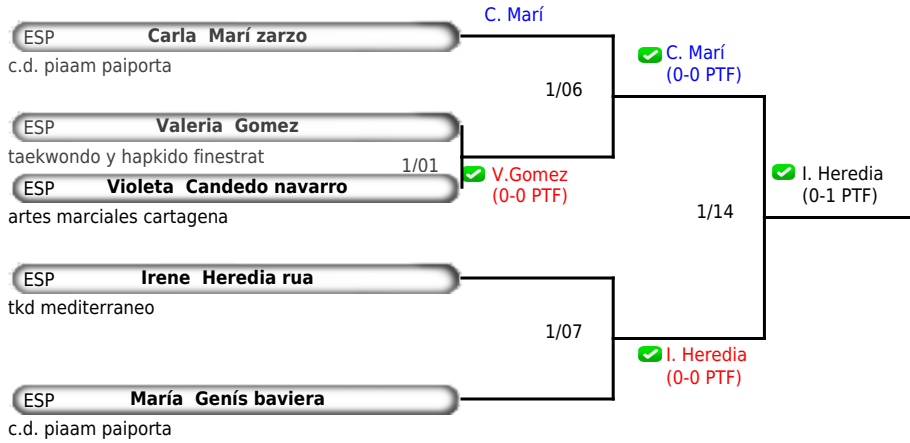 C. Marí
ESP Carla Marí zarzo
c.d. piaam paiporta
C. Marí
(0-0 PTF)
1/06
ESP Valeria Gomez
taekwondo y hapkido finestrat
1/01
V.Gomez
(0-0 PTF)
ESP Violeta Candedo navarro
artes marciales cartagena
I. Heredia
(0-1 PTF)
1/14
ESP Irene Heredia rua
tkd mediterraneo
1/07
I. Heredia
(0-0 PTF)
ESP María Genís baviera
c.d. piaam paiporta